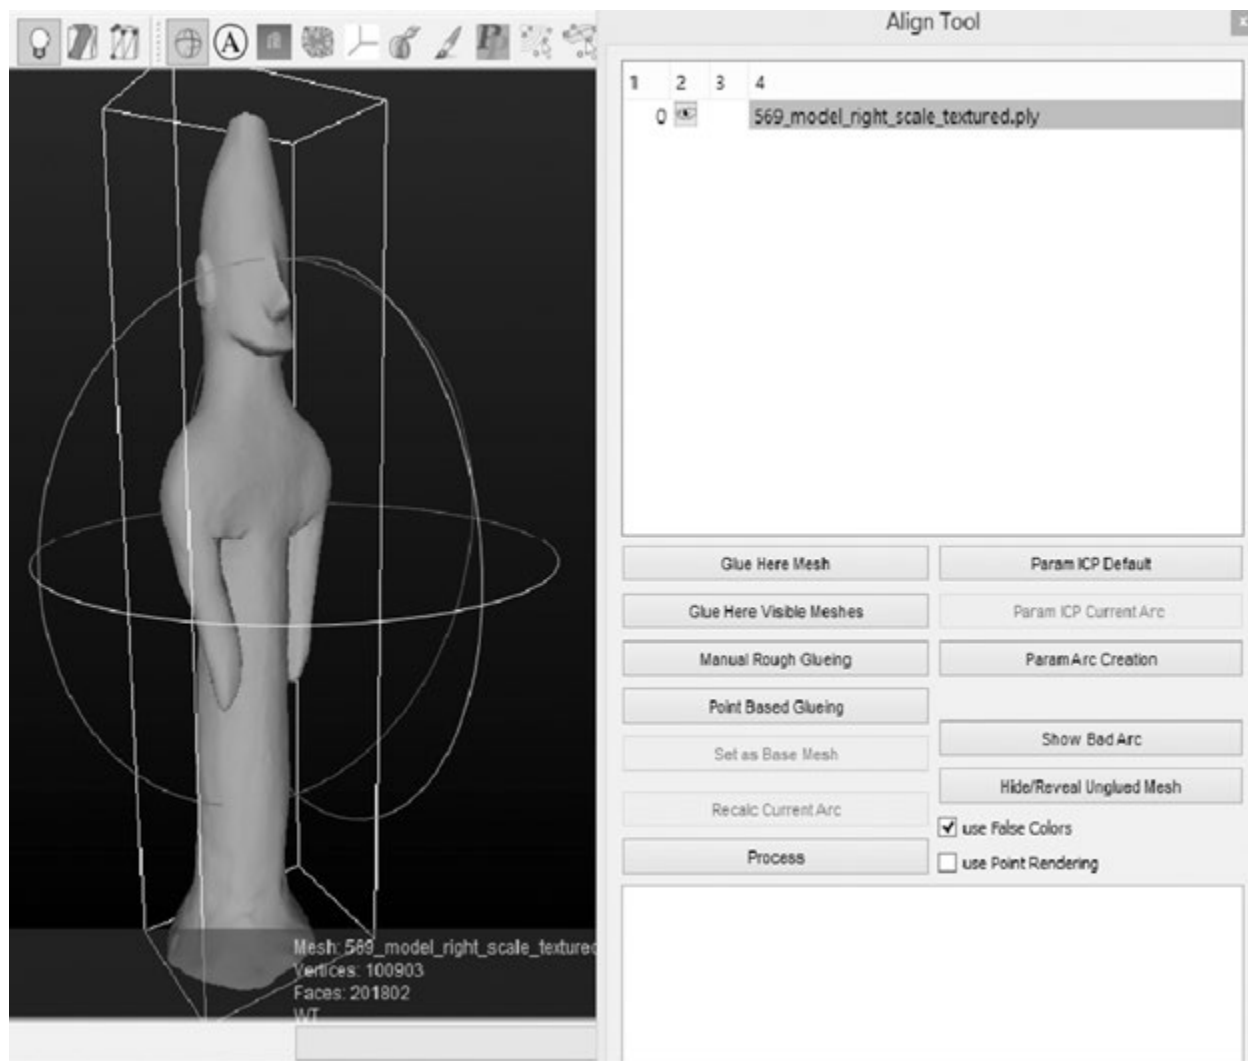 Align Tool
x
A
1 2 3 4
0 569_model_right_scale_textured.ply
Glue Here Mesh
Param ICP Default
Glue Here Visible Meshes
Param ICP Current Arc
Manual Rough Glueing
Param Arc Creation
Point Based Glueing
Set as Base Mesh
Show Bad Arc
Recalc Current Arc
Hide/Reveal Unglued Mesh
Process
use False Colors
use Point Rendering
Mesh: 569_model_right_scale_textured
Vertices: 100903
Faces: 201802
WT